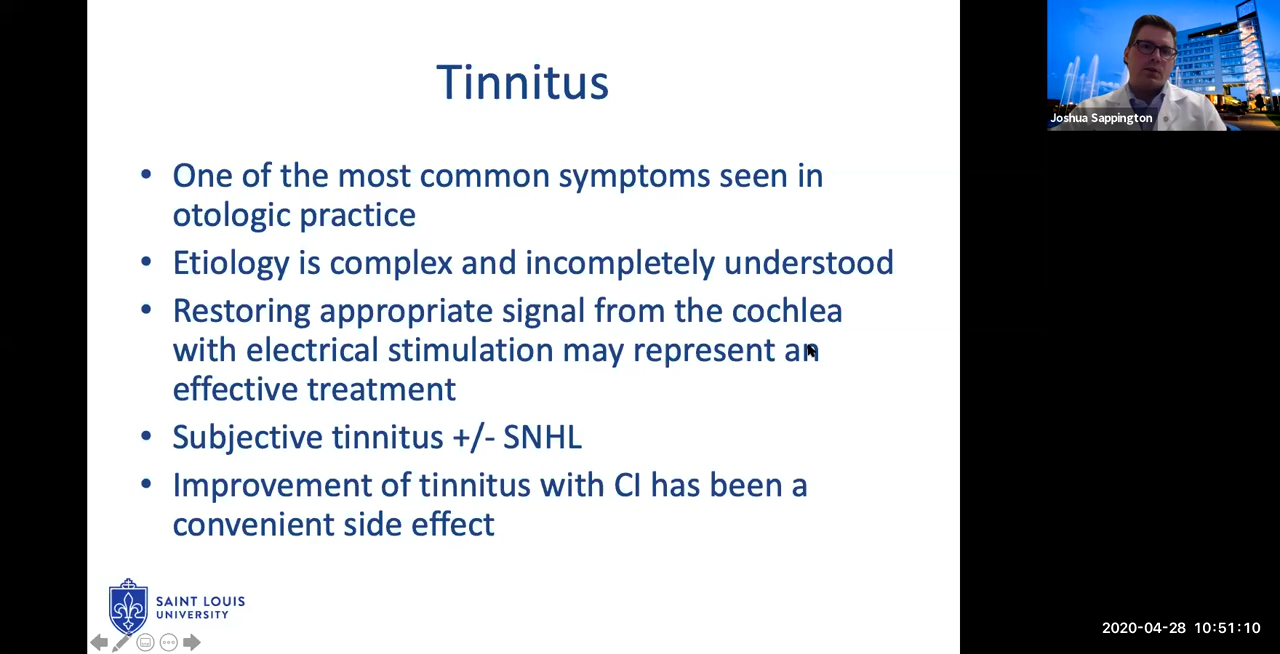 Tinnitus
• One of the most common symptoms seen in
otologic practice
• Etiology is complex and incompletely understood
• Restoring appropriate signal from the cochlea
with electrical stimulation may represent an
effective treatment
• Subjective tinnitus +/- SNHL
• Improvement of tinnitus with CI has been a
convenient side effect
SAINT LOUIS
UNIVERSITY
Joshua Sappington
2020-04-28 10:51:10